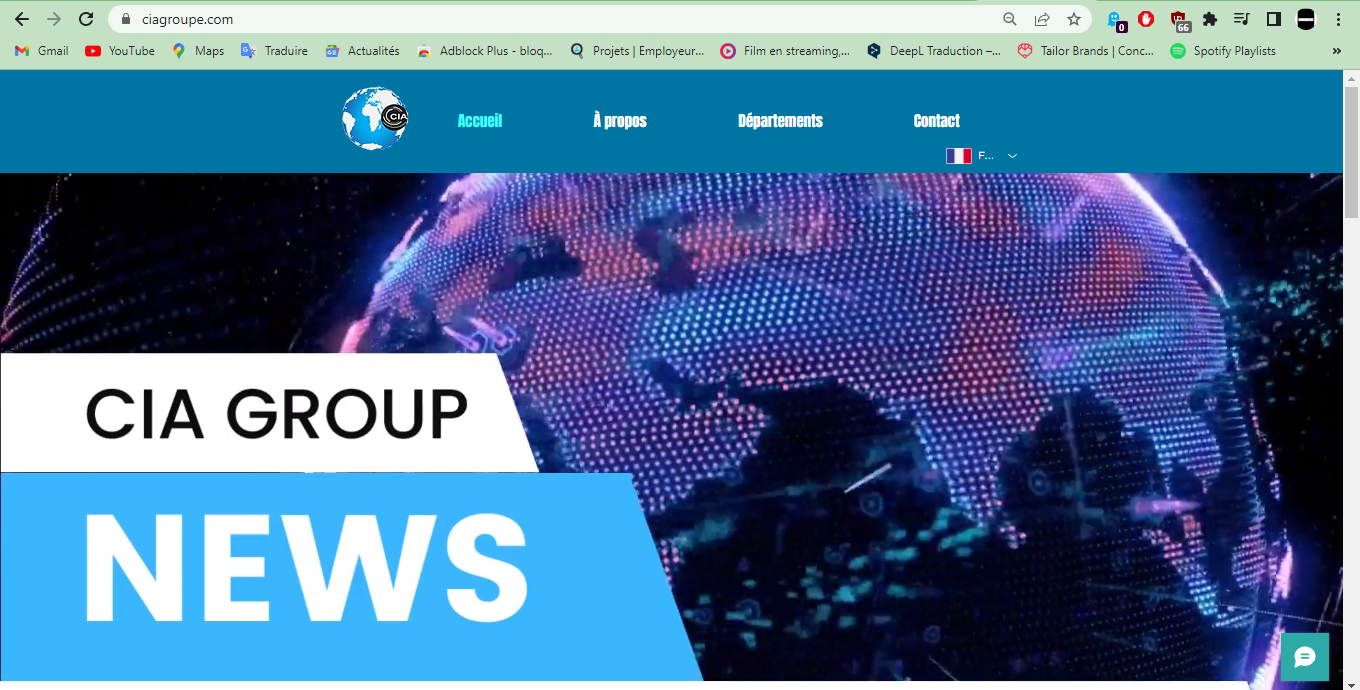 ciagroupe.com
0
66
Gmail
YouTube
Maps
Traduire
Actualités
Adblock Plus - bloq...
Projets | Employeur...
Film en streaming,...
DeepL Traduction –...
Tailor Brands | Conc...
Spotify Playlists
»
CIA
Accueil
À propos
Départements
Contact
F...
CIA GROUP
NEWS